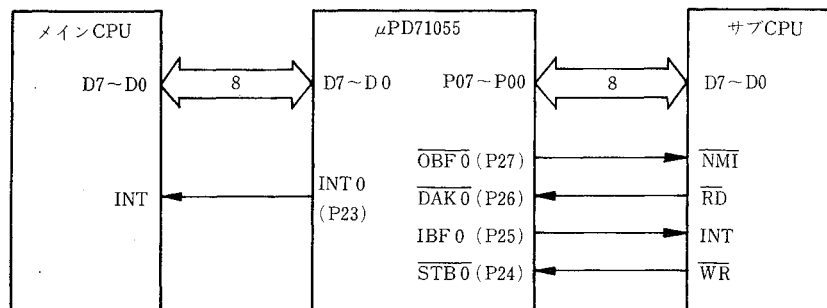 メインCPU
D7～D0
INT
8
μPD71055
D7～D0
INT0
(P23)
P07～P00
OBF0 (P27)
DAK0 (P26)
IBF0 (P25)
STB0 (P24)
8
サブCPU
D7～D0
NMI
RD
INT
WR